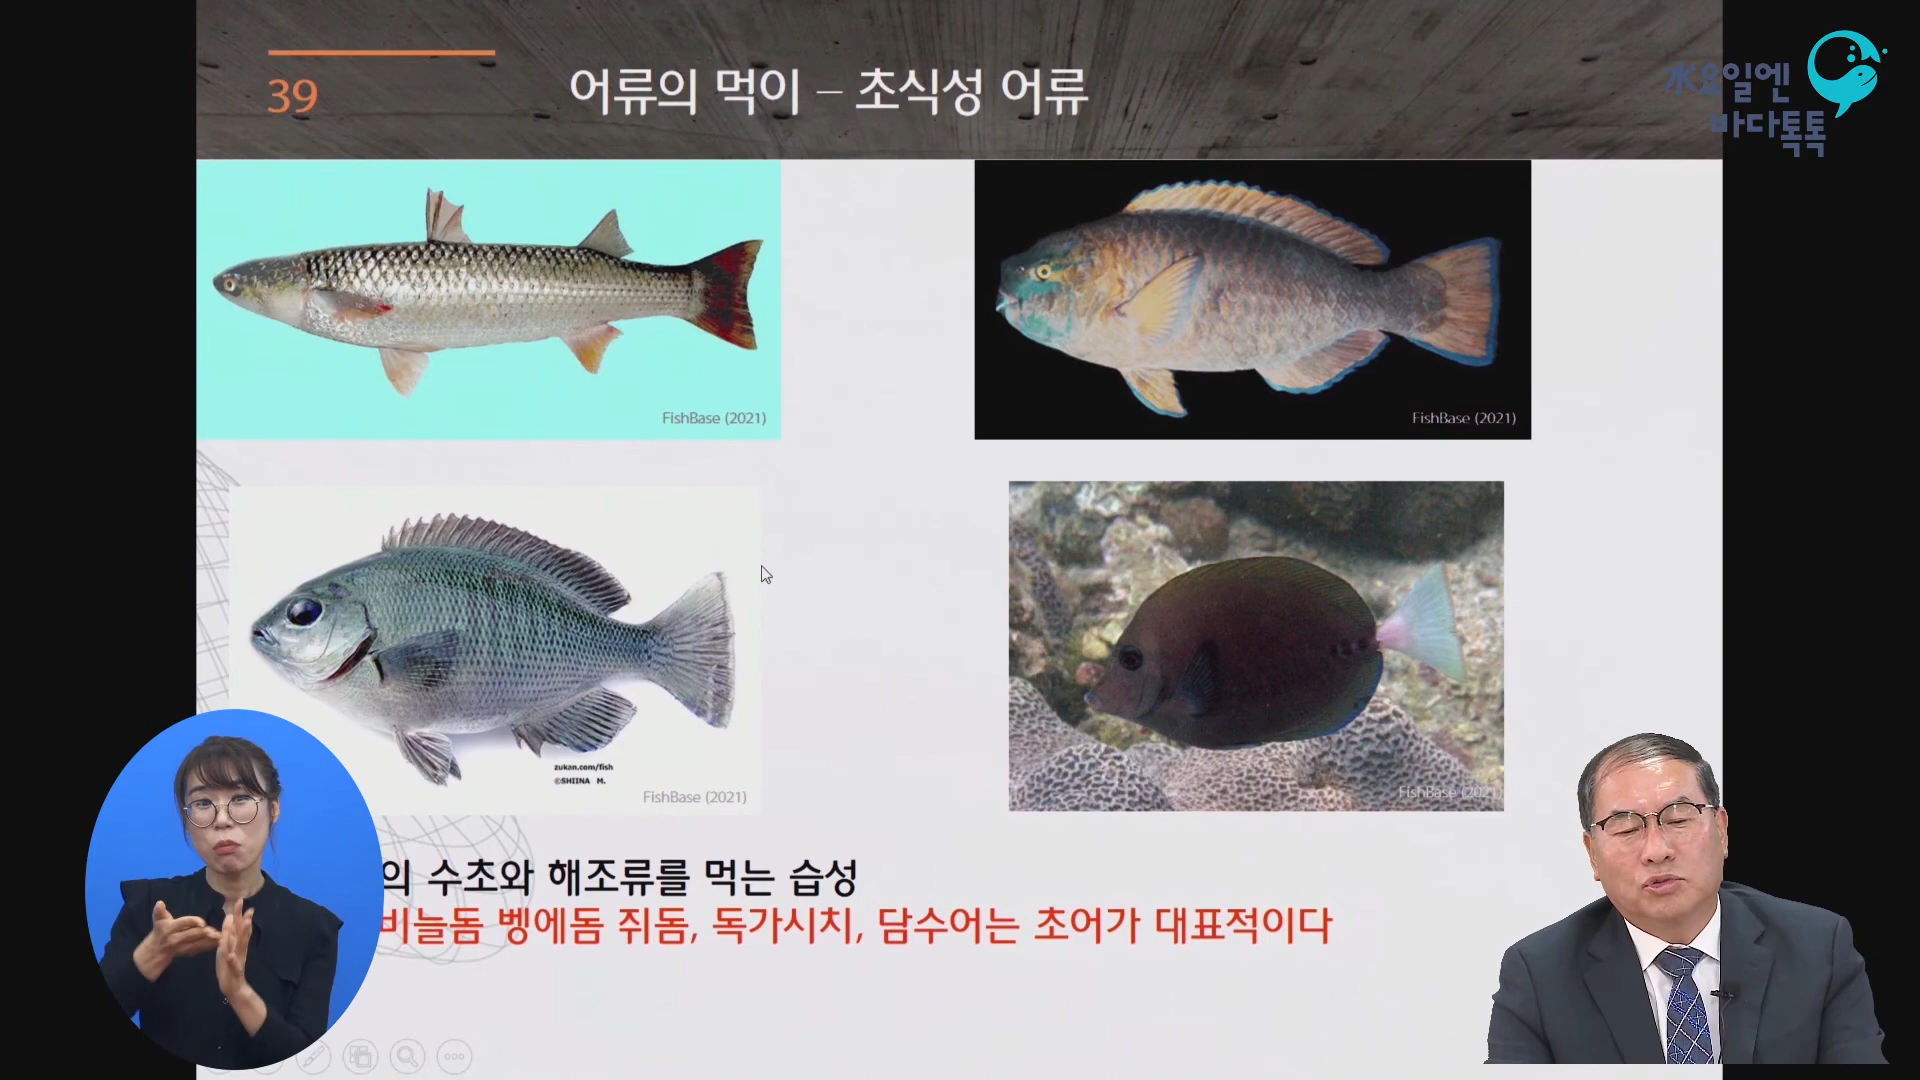 39
어류의 먹이 – 초식성 어류
水요일엔
바다톡톡
FishBase (2021)
FishBase (2021)
zukan.com/fish
©SHIINA M.
FishBase (2021)
FishBase (2021)
의 수초와 해조류를 먹는 습성
비늘돔 벵에돔 쥐돔, 독가시치, 담수어는 초어가 대표적이다